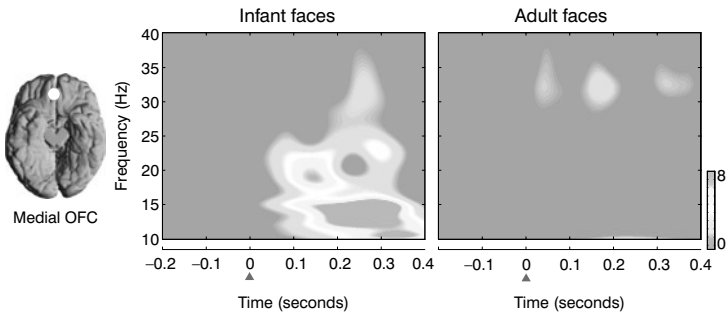 Infant faces
Adult faces
Frequency (Hz)
40
35
30
25
20
15
10
Medial OFC
8
0
–0.2 –0.1 0 0.1 0.2 0.3 0.4
–0.1 0 0.1 0.2 0.3 0.4
Time (seconds)
Time (seconds)